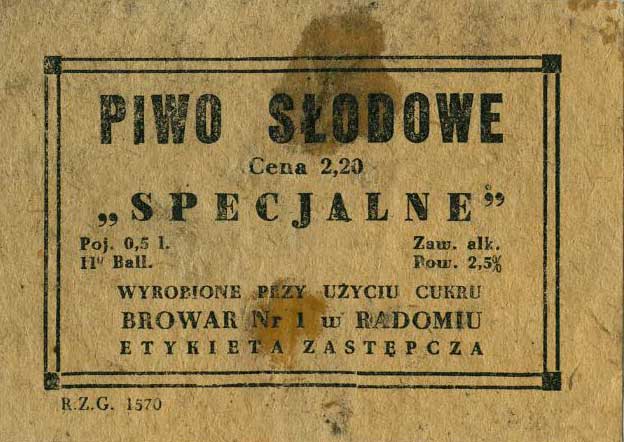 PIWO SŁODOWE
Cena 2,20
„SPECJALNE”
Poj. 0,5 l. Zaw. alk.
11º Ball. Pow. 2,5%
WYROBIONE PRZY UŻYCIU CUKRU
BROWAR Nr 1 w RADOMIU
ETYKIETA ZASTĘPCZA
R.Z.G. 1570